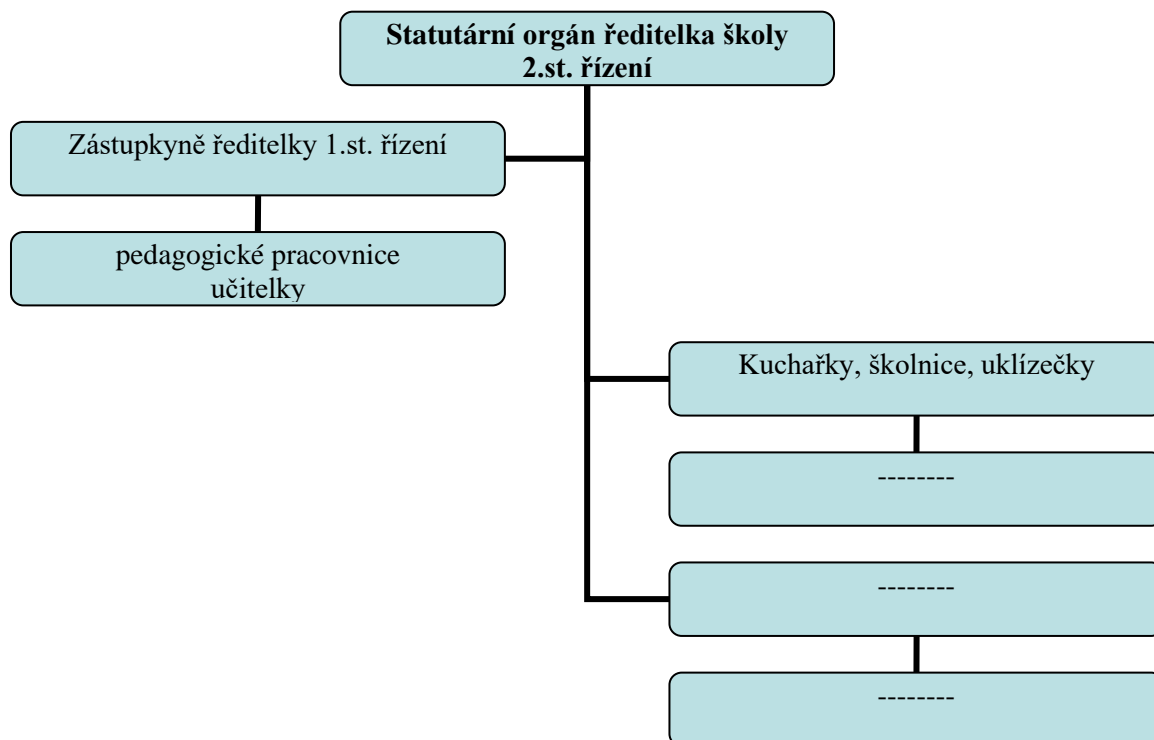 Statutární orgán ředitelka školy
2.st. řízení
Zástupkyně ředitelky 1.st. řízení
pedagogické pracovnice
učitelky
Kuchařky, školnice, uklízečky
--------
--------
--------